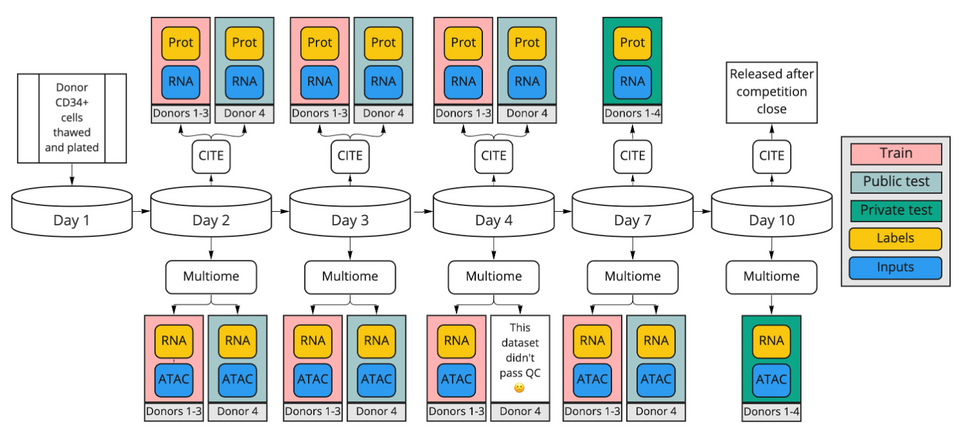 Prot
Prot
Prot
Prot
Prot
Prot
Prot
RNA
RNA
RNA
RNA
RNA
RNA
RNA
Donors 1-3
Donor 4
Donors 1-3
Donor 4
Donors 1-3
Donor 4
Donors 1-4
Donor
CD34+
cells
thawed
and plated
Released after
competition
close
CITE
CITE
CITE
CITE
CITE
Day 1
Day 2
Day 3
Day 4
Day 7
Day 10
Train
Public test
Private test
Labels
Inputs
Multiome
Multiome
Multiome
Multiome
Multiome
RNA
RNA
RNA
RNA
RNA
This
dataset
didn't
pass QC
RNA
RNA
RNA
ATAC
ATAC
ATAC
ATAC
ATAC
ATAC
ATAC
ATAC
Donors 1-3
Donor 4
Donors 1-3
Donor 4
Donors 1-3
Donor 4
Donors 1-3
Donor 4
Donors 1-4